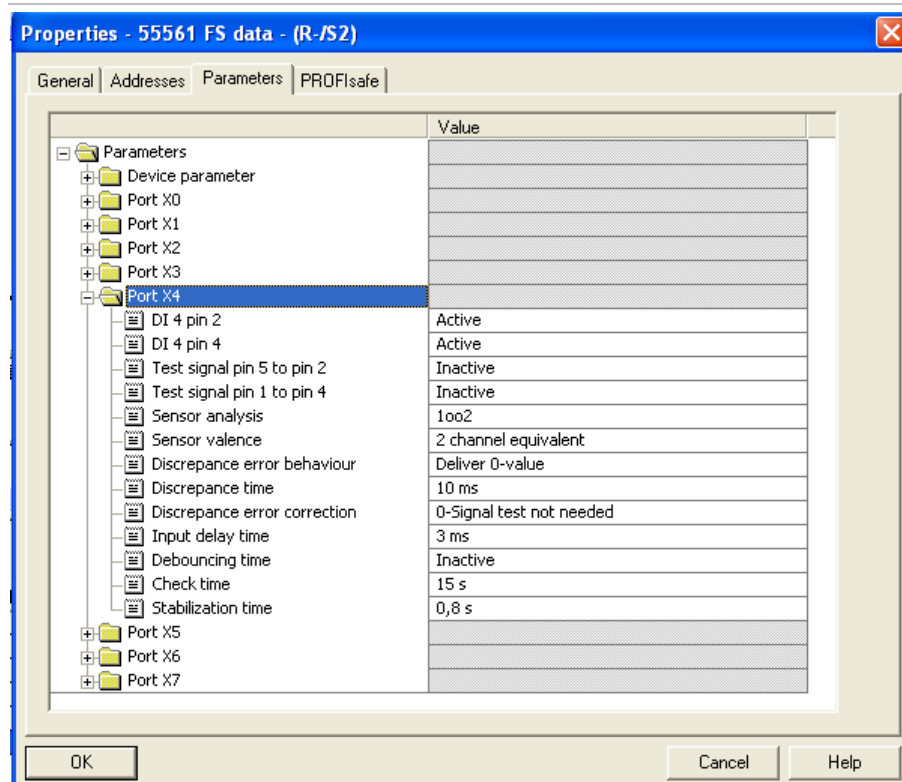 Properties - 55561 FS data - (R-/S2)
General Addresses Parameters PROFIsafe
Value
Parameters
Device parameter
Port X0
Port X1
Port X2
Port X3
Port X4
DI 4 pin 2 Active
DI 4 pin 4 Active
Test signal pin 5 to pin 2 Inactive
Test signal pin 1 to pin 4 Inactive
Sensor analysis 1oo2
Sensor valence 2 channel equivalent
Discrepance error behaviour Deliver 0-value
Discrepance time 10 ms
Discrepance error correction 0-Signal test not needed
Input delay time 3 ms
Debouncing time Inactive
Check time 15 s
Stabilization time 0,8 s
Port X5
Port X6
Port X7
OK Cancel Help